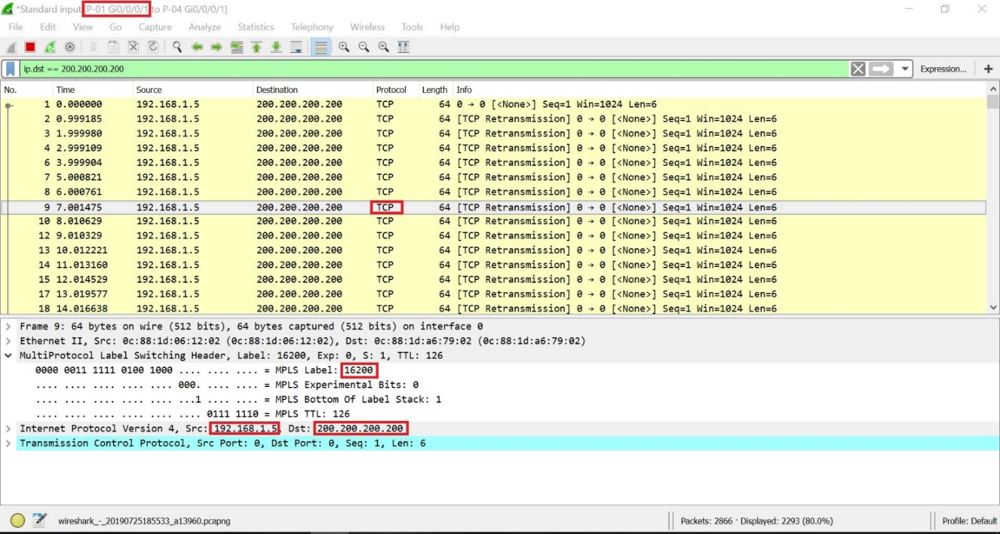 *Standard input [P-01 Gi0/0/0/1 to P-04 Gi0/0/0/1]
File Edit View Go Capture Analyze Statistics Telephony Wireless Tools Help
ip.dst == 200.200.200.200 Expression... +
No. Time Source Destination Protocol Length Info
1 0.000000 192.168.1.5 200.200.200.200 TCP 64 0 → 0 [<None>] Seq=1 Win=1024 Len=6
2 0.999185 192.168.1.5 200.200.200.200 TCP 64 [TCP Retransmission] 0 → 0 [<None>] Seq=1 Win=1024 Len=6
3 1.999980 192.168.1.5 200.200.200.200 TCP 64 [TCP Retransmission] 0 → 0 [<None>] Seq=1 Win=1024 Len=6
4 2.999109 192.168.1.5 200.200.200.200 TCP 64 [TCP Retransmission] 0 → 0 [<None>] Seq=1 Win=1024 Len=6
6 3.999904 192.168.1.5 200.200.200.200 TCP 64 [TCP Retransmission] 0 → 0 [<None>] Seq=1 Win=1024 Len=6
7 5.000821 192.168.1.5 200.200.200.200 TCP 64 [TCP Retransmission] 0 → 0 [<None>] Seq=1 Win=1024 Len=6
8 6.000761 192.168.1.5 200.200.200.200 TCP 64 [TCP Retransmission] 0 → 0 [<None>] Seq=1 Win=1024 Len=6
9 7.001475 192.168.1.5 200.200.200.200 TCP 64 [TCP Retransmission] 0 → 0 [<None>] Seq=1 Win=1024 Len=6
10 8.010629 192.168.1.5 200.200.200.200 TCP 64 [TCP Retransmission] 0 → 0 [<None>] Seq=1 Win=1024 Len=6
12 9.010329 192.168.1.5 200.200.200.200 TCP 64 [TCP Retransmission] 0 → 0 [<None>] Seq=1 Win=1024 Len=6
13 10.012221 192.168.1.5 200.200.200.200 TCP 64 [TCP Retransmission] 0 → 0 [<None>] Seq=1 Win=1024 Len=6
14 11.013160 192.168.1.5 200.200.200.200 TCP 64 [TCP Retransmission] 0 → 0 [<None>] Seq=1 Win=1024 Len=6
15 12.014529 192.168.1.5 200.200.200.200 TCP 64 [TCP Retransmission] 0 → 0 [<None>] Seq=1 Win=1024 Len=6
17 13.019577 192.168.1.5 200.200.200.200 TCP 64 [TCP Retransmission] 0 → 0 [<None>] Seq=1 Win=1024 Len=6
18 14.016638 192.168.1.5 200.200.200.200 TCP 64 [TCP Retransmission] 0 → 0 [<None>] Seq=1 Win=1024 Len=6
Frame 9: 64 bytes on wire (512 bits), 64 bytes captured (512 bits) on interface 0
Ethernet II, Src: 0c:88:1d:06:12:02 (0c:88:1d:06:12:02), Dst: 0c:88:1d:a6:79:02 (0c:88:1d:a6:79:02)
MultiProtocol Label Switching Header, Label: 16200, Exp: 0, S: 1, TTL: 126
0000 0011 1111 0100 1000 .... .... .... = MPLS Label: 16200
.... .... .... .... .... 000. .... .... = MPLS Experimental Bits: 0
.... .... .... .... .... ...1 .... .... = MPLS Bottom Of Label Stack: 1
.... .... .... .... .... .... 0111 1110 = MPLS TTL: 126
Internet Protocol Version 4, Src: 192.168.1.5, Dst: 200.200.200.200
Transmission Control Protocol, Src Port: 0, Dst Port: 0, Seq: 1, Len: 6
wireshark_-_20190725185533_a13960.pcapng Packets: 2866 · Displayed: 2293 (80.0%) Profile: Default